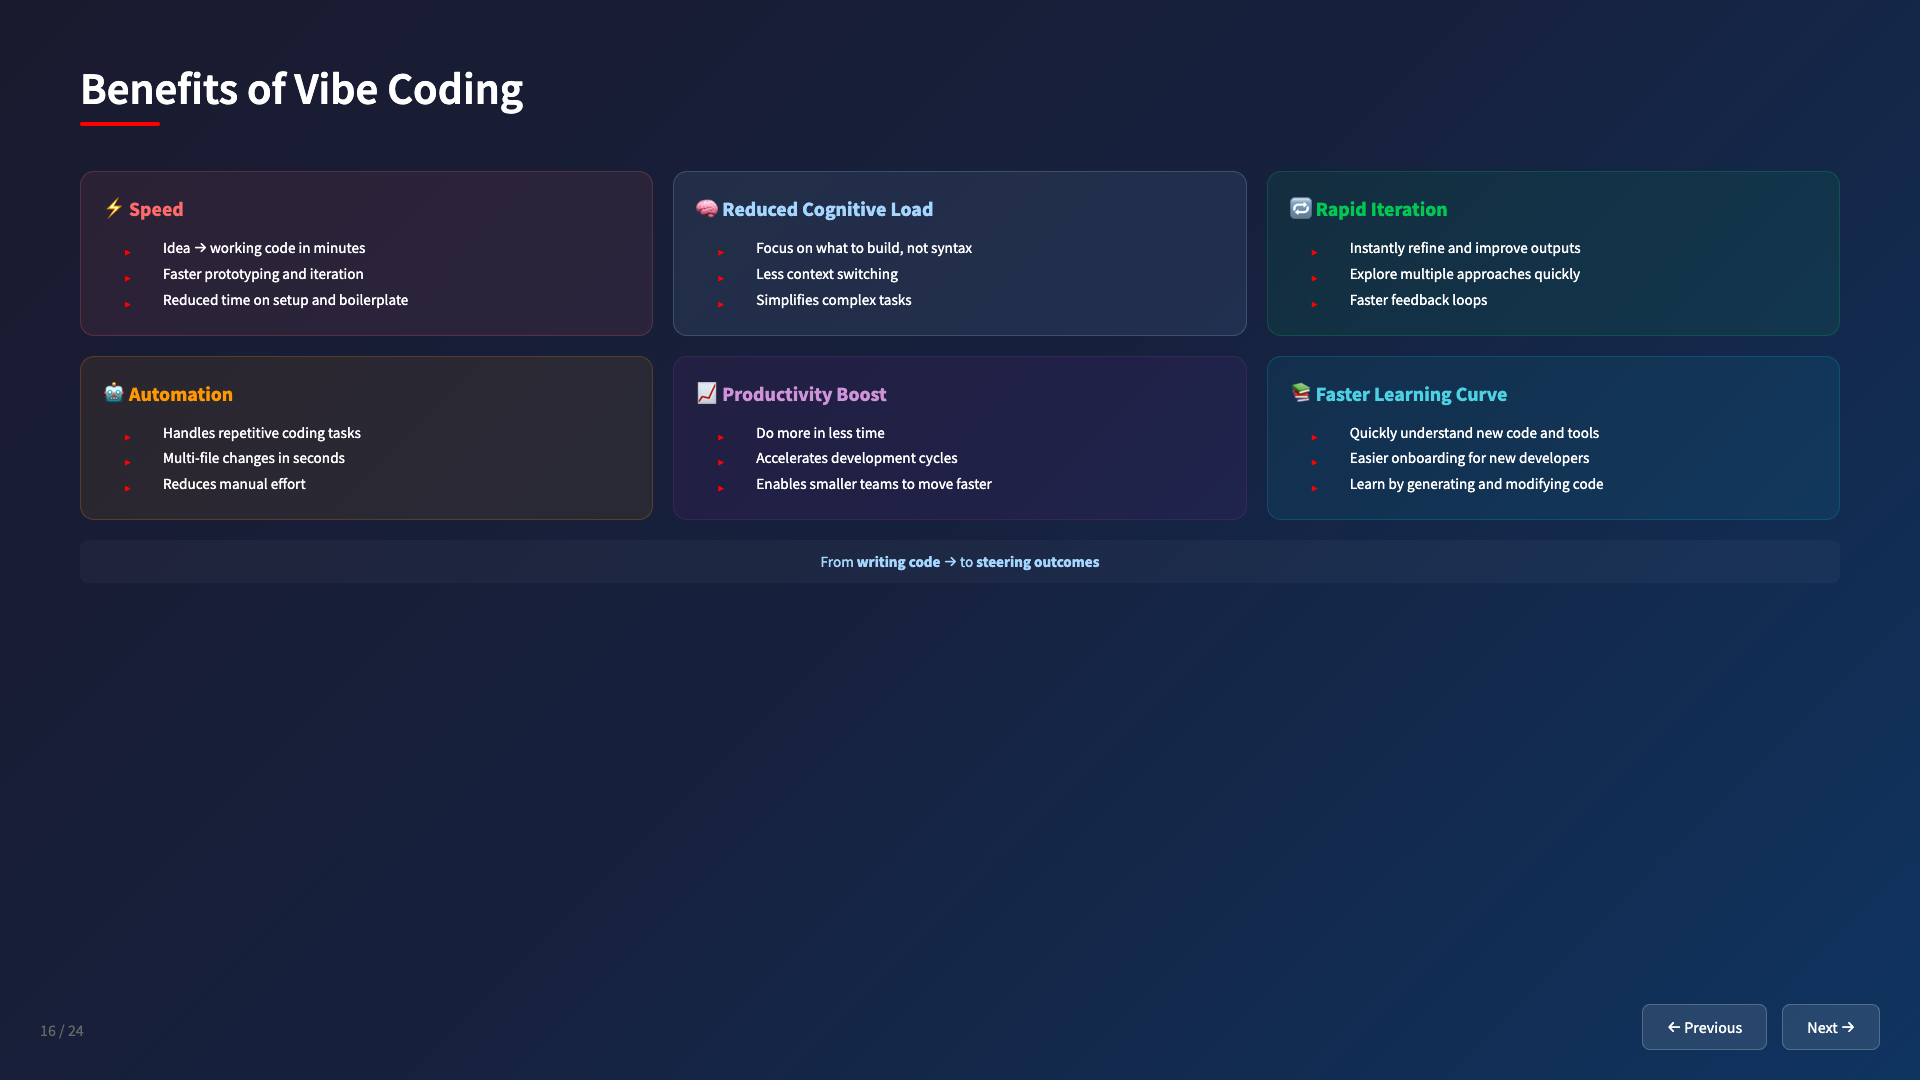 Benefits of Vibe Coding
⚡ Speed
▸ Idea → working code in minutes
▸ Faster prototyping and iteration
▸ Reduced time on setup and boilerplate
🧠 Reduced Cognitive Load
▸ Focus on what to build, not syntax
▸ Less context switching
▸ Simplifies complex tasks
🔁 Rapid Iteration
▸ Instantly refine and improve outputs
▸ Explore multiple approaches quickly
▸ Faster feedback loops
🤖 Automation
▸ Handles repetitive coding tasks
▸ Multi-file changes in seconds
▸ Reduces manual effort
📈 Productivity Boost
▸ Do more in less time
▸ Accelerates development cycles
▸ Enables smaller teams to move faster
📚 Faster Learning Curve
▸ Quickly understand new code and tools
▸ Easier onboarding for new developers
▸ Learn by generating and modifying code
From writing code → to steering outcomes
16 / 24
← Previous
Next →